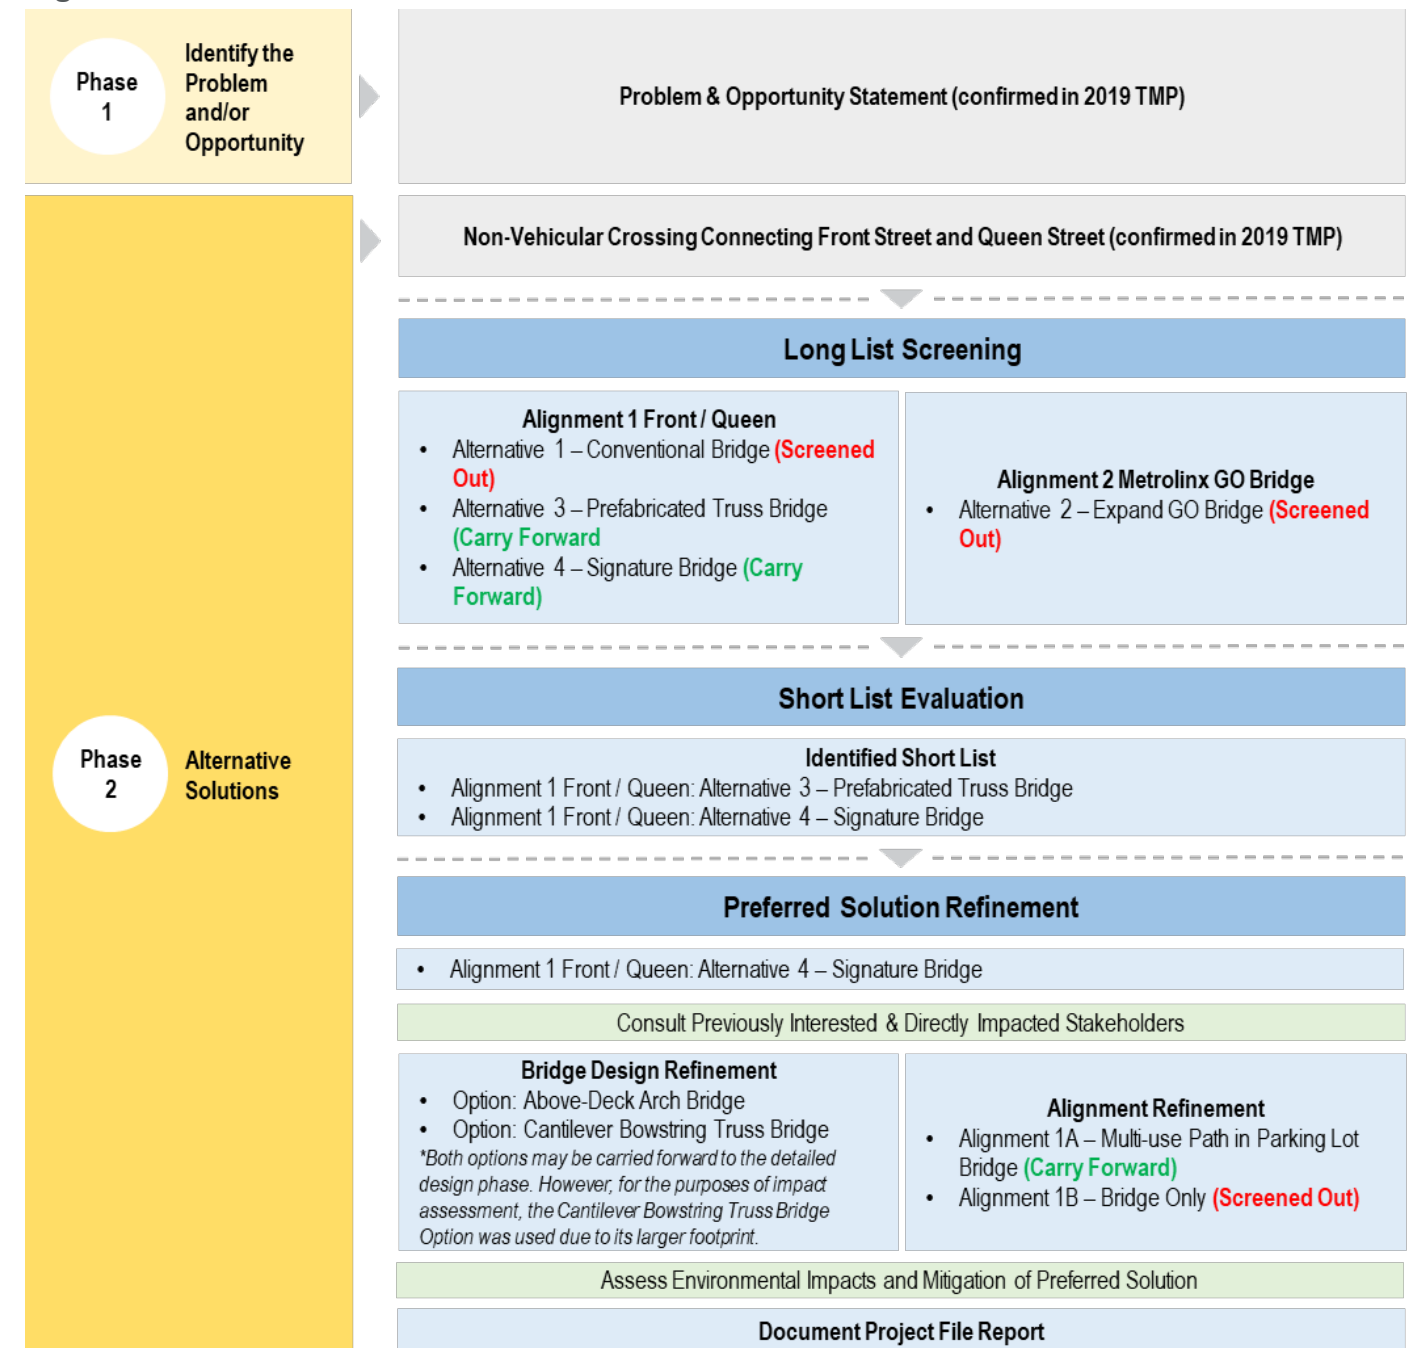 Phase
1
Identify the
Problem
and/or
Opportunity
Problem & Opportunity Statement (confirmed in 2019 TMP)
Non-Vehicular Crossing Connecting Front Street and Queen Street (confirmed in 2019 TMP)
Long List Screening
Alignment 1 Front / Queen
• Alternative 1 – Conventional Bridge (Screened
Out)
• Alternative 3 – Prefabricated Truss Bridge
(Carry Forward
• Alternative 4 – Signature Bridge (Carry
Forward)
Alignment 2 Metrolinx GO Bridge
• Alternative 2 – Expand GO Bridge (Screened
Out)
Short List Evaluation
Phase
2
Alternative
Solutions
Identified Short List
• Alignment 1 Front / Queen: Alternative 3 – Prefabricated Truss Bridge
• Alignment 1 Front / Queen: Alternative 4 – Signature Bridge
Preferred Solution Refinement
• Alignment 1 Front / Queen: Alternative 4 – Signature Bridge
Consult Previously Interested & Directly Impacted Stakeholders
Bridge Design Refinement
• Option: Above-Deck Arch Bridge
• Option: Cantilever Bowstring Truss Bridge
*Both options may be carried forward to the detailed
design phase. However, for the purposes of impact
assessment, the Cantilever Bowstring Truss Bridge
Option was used due to its larger footprint.
Alignment Refinement
• Alignment 1A – Multi-use Path in Parking Lot
Bridge (Carry Forward)
• Alignment 1B – Bridge Only (Screened Out)
Assess Environmental Impacts and Mitigation of Preferred Solution
Document Project File Report